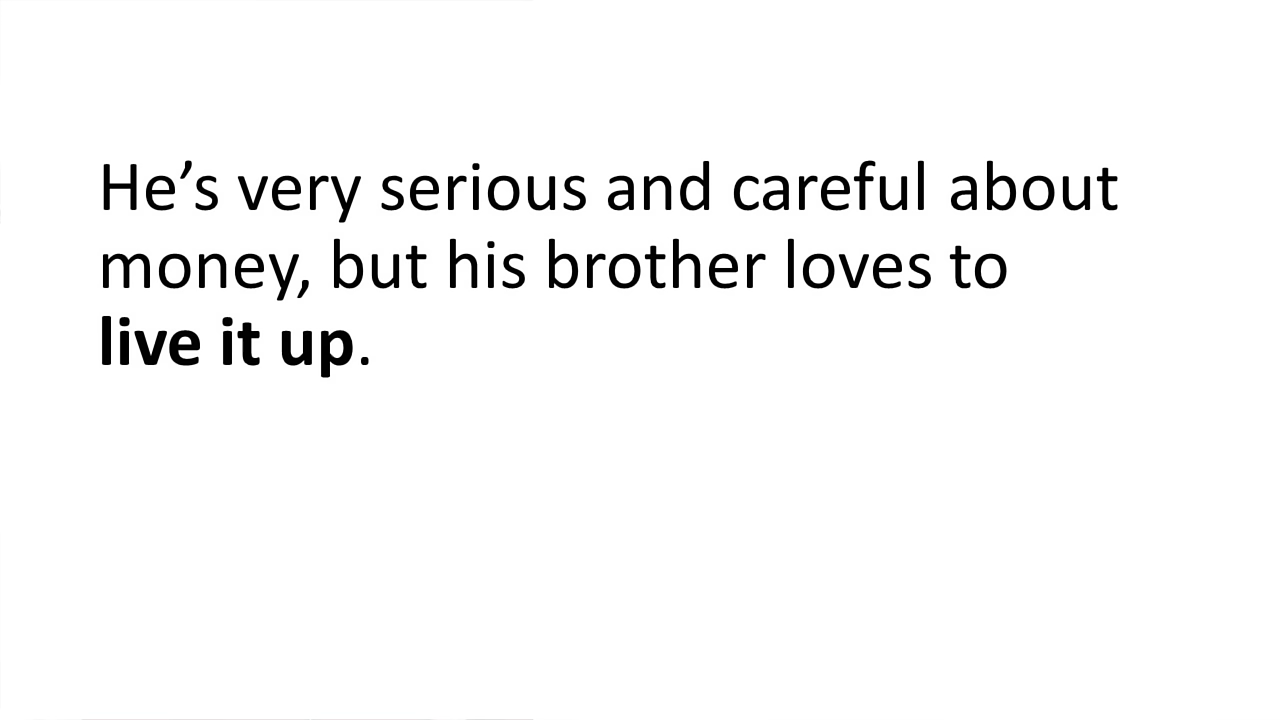 He’s very serious and careful about
money, but his brother loves to
live it up.